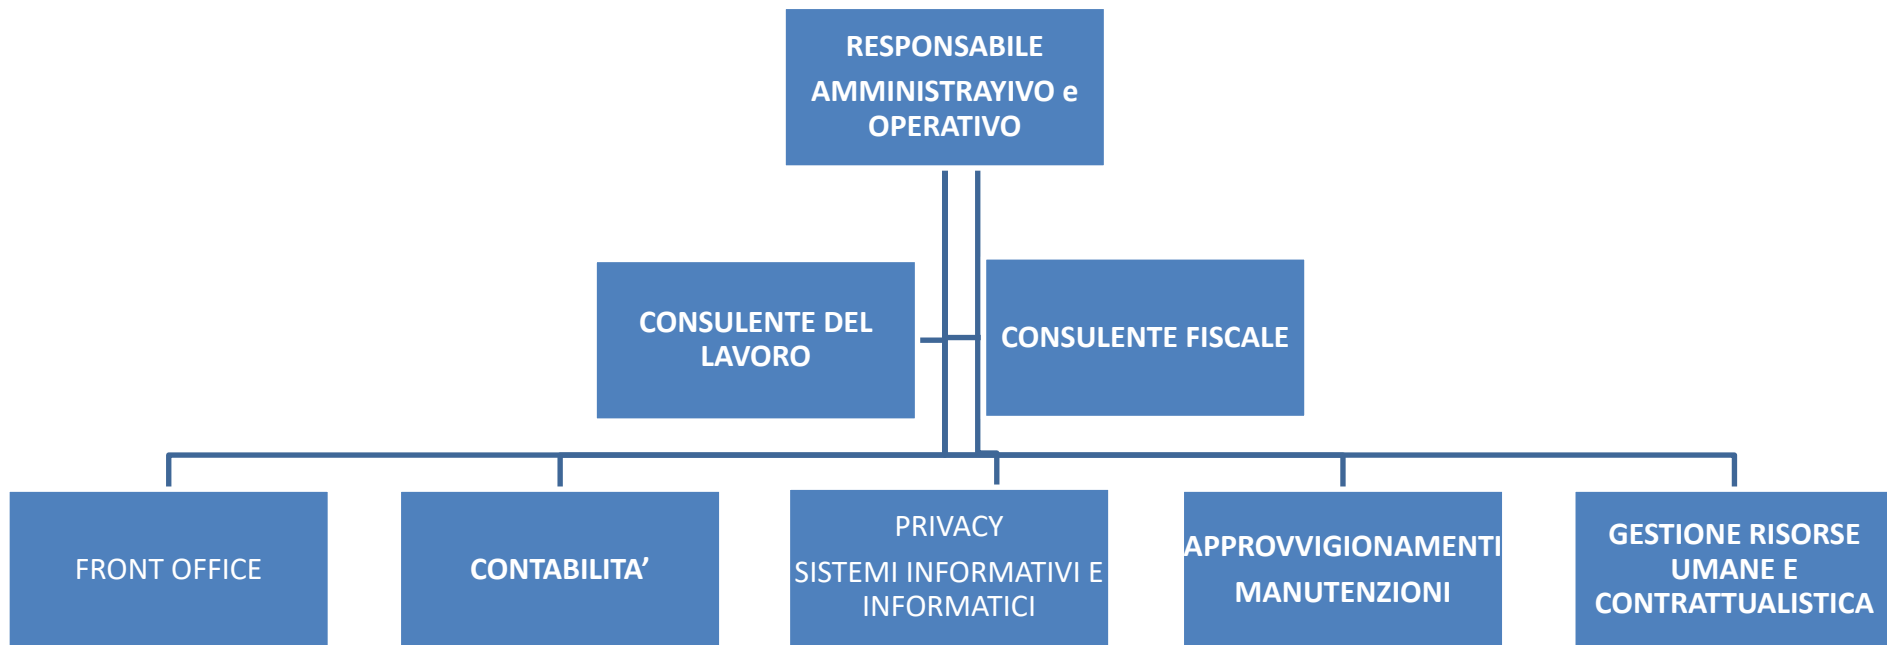 RESPONSABILE
AMMINISTRAYIVO e
OPERATIVO
CONSULENTE DEL
LAVORO
CONSULENTE FISCALE
FRONT OFFICE
CONTABILITA’
PRIVACY
SISTEMI INFORMATIVI E
INFORMATICI
APPROVVIGIONAMENTI
MANUTENZIONI
GESTIONE RISORSE
UMANE E
CONTRATTUALISTICA